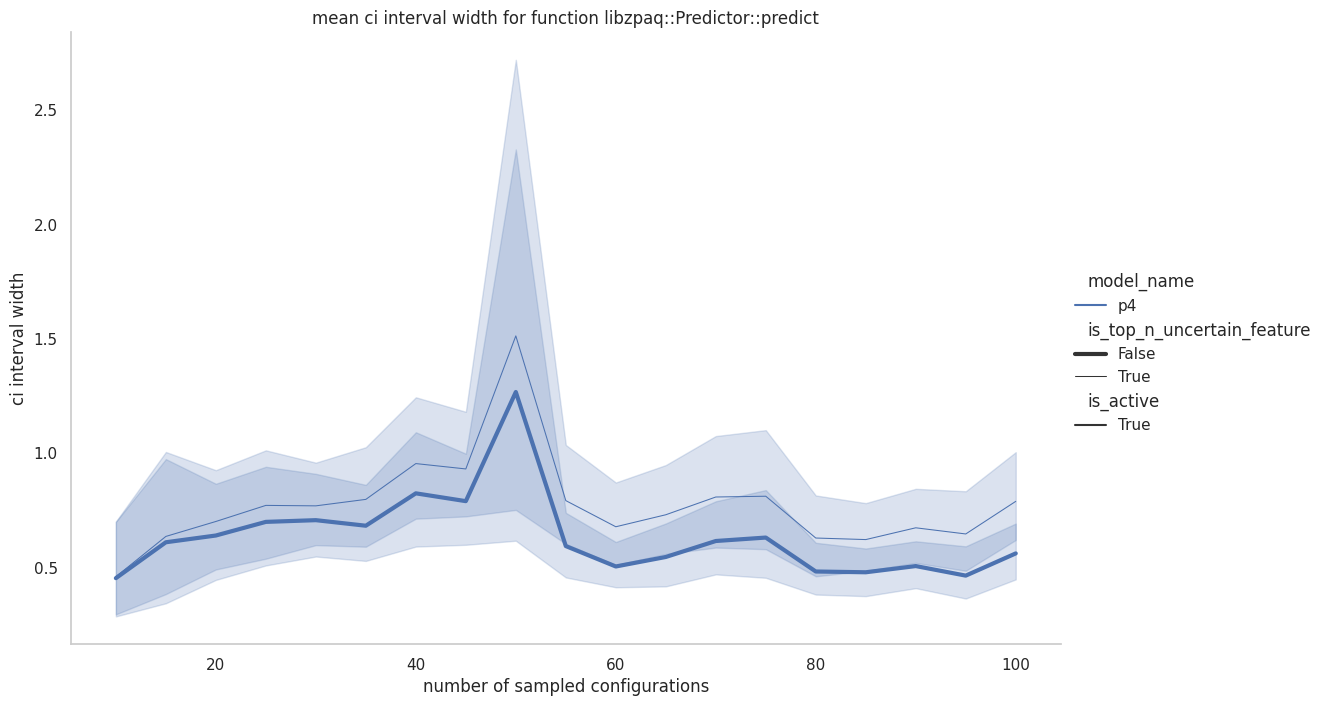 mean ci interval width for function libzpaq::Predictor::predict
ci interval width
2.5
2.0
1.5
1.0
0.5
20
40
60
80
100
number of sampled configurations
model_name
p4
is_top_n_uncertain_feature
False
True
is_active
True